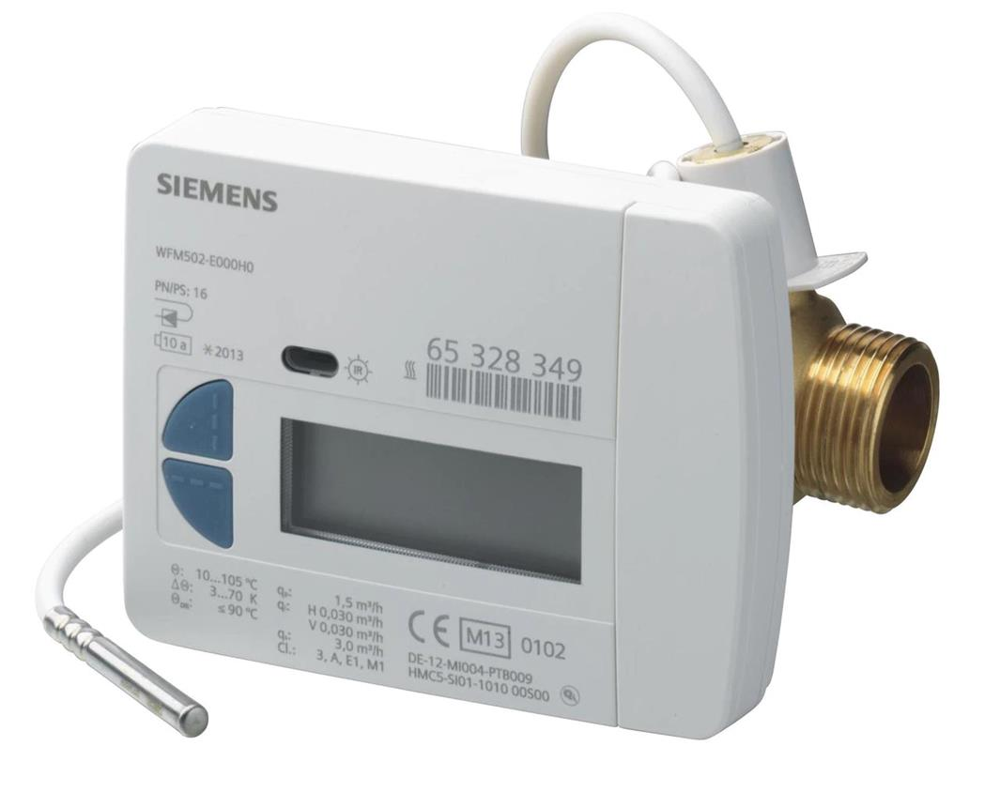 SIEMENS
WFM502-E000H0
PN/PS: 16
10 a
2013
IR
65 328 349
Θ: 10...105 °C
ΔΘ: 3...70 K
≤ 90 °C
qₚ: 1,5 m³/h
qᵢ: H 0,030 m³/h
V 0,030 m³/h
qₛ: 3,0 m³/h
Cl.: 3, A, E1, M1
CE M13 0102
DE-12-MI004-PTB009
HMC5-SI01-1010 00S00